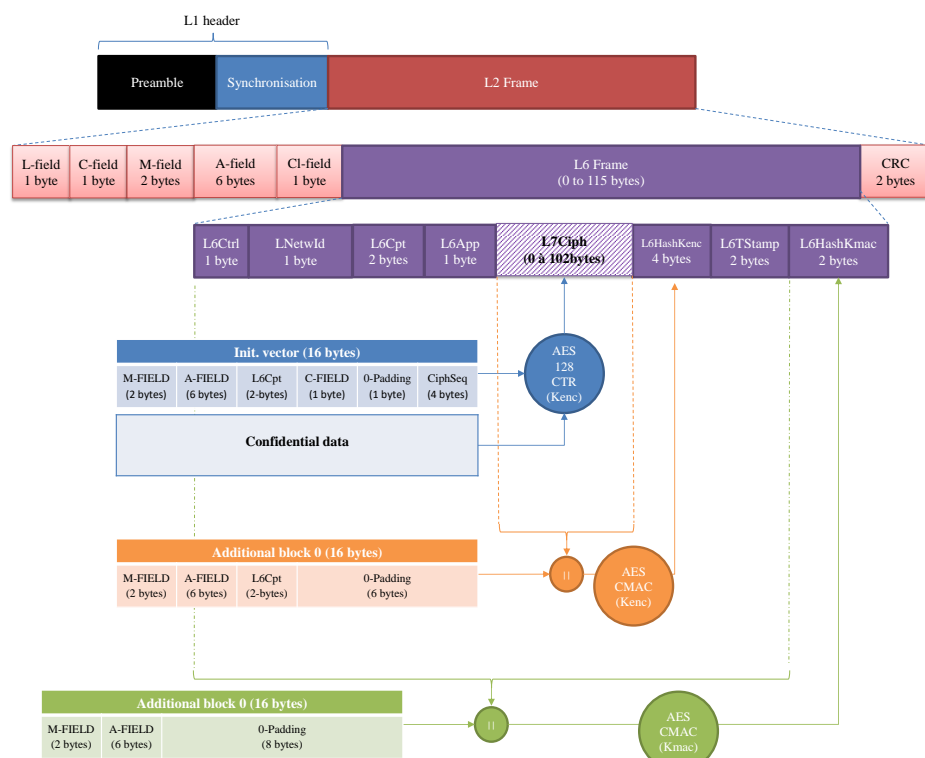 L1 header
Preamble
Synchronisation
L2 Frame
L-field
1 byte
C-field
1 byte
M-field
2 bytes
A-field
6 bytes
CI-field
1 byte
L6 Frame
(0 to 115 bytes)
CRC
2 bytes
L6Ctrl
1 byte
LNetwId
1 byte
L6Cpt
2 bytes
L6App
1 byte
L7Ciph
(0 à 102bytes)
L6HashKenc
4 bytes
L6TStamp
2 bytes
L6HashKmac
2 bytes
Init. vector (16 bytes)
M-FIELD
(2 bytes)
A-FIELD
(6 bytes)
L6Cpt
(2-bytes)
C-FIELD
(1 byte)
0-Padding
(1 byte)
CiphSeq
(4 bytes)
AES
128
CTR
(Kenc)
Confidential data
Additional block 0 (16 bytes)
M-FIELD
(2 bytes)
A-FIELD
(6 bytes)
L6Cpt
(2-bytes)
0-Padding
(6 bytes)
||
AES
CMAC
(Kenc)
Additional block 0 (16 bytes)
M-FIELD
(2 bytes)
A-FIELD
(6 bytes)
0-Padding
(8 bytes)
||
AES
CMAC
(Kmac)